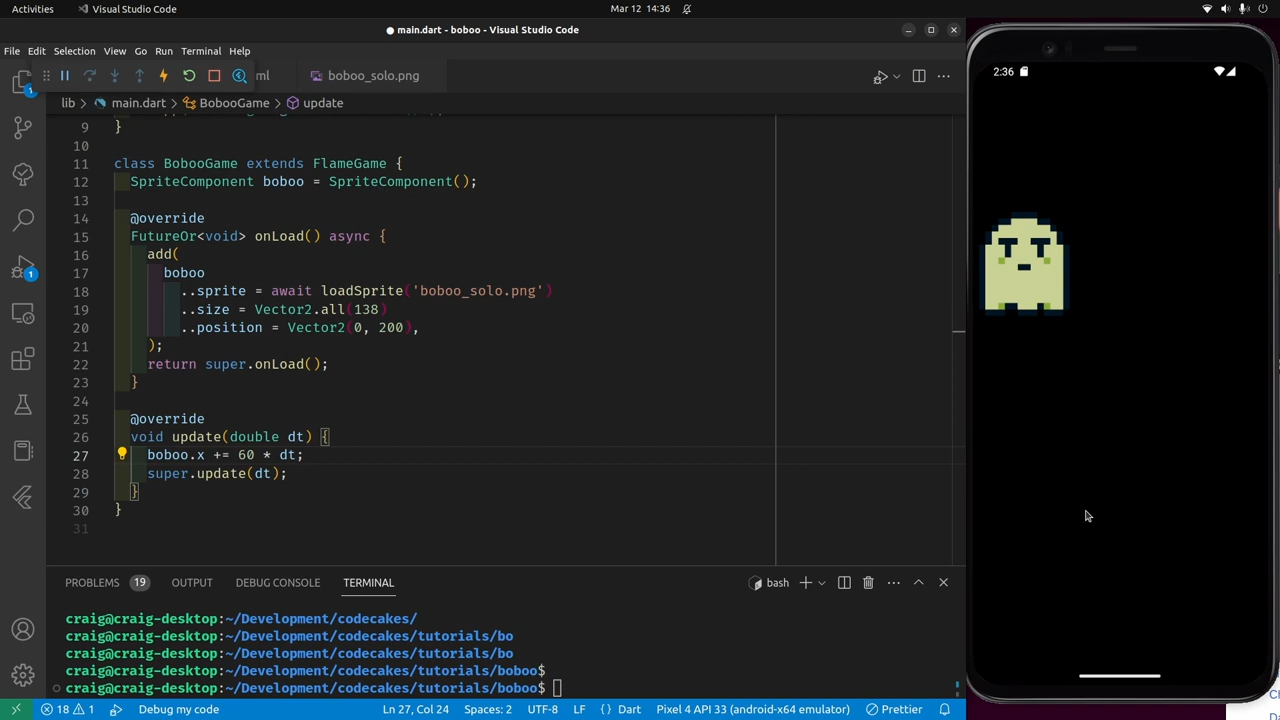 Activities
Visual Studio Code
Mar 12 14:36
main.dart - boboo - Visual Studio Code
File Edit Selection View Go Run Terminal Help
ml
boboo_solo.png
lib
main.dart
BobooGame
update
9 }
10
11 class BobooGame extends FlameGame {
12 SpriteComponent boboo = SpriteComponent();
13
14 @override
15 FutureOr<void> onLoad() async {
16 add(
17 boboo
18 ..sprite = await loadSprite('boboo_solo.png')
19 ..size = Vector2.all(138)
20 ..position = Vector2(0, 200),
21 );
22 return super.onLoad();
23 }
24
25 @override
26 void update(double dt) {
27 boboo.x += 60 * dt;
28 super.update(dt);
29 }
30 }
31
PROBLEMS 19 OUTPUT DEBUG CONSOLE TERMINAL
bash
craig@craig-desktop:~/Development/codecakes/
craig@craig-desktop:~/Development/codecakes/tutorials/bo
craig@craig-desktop:~/Development/codecakes/tutorials/bo
craig@craig-desktop:~/Development/codecakes/tutorials/boboo$
craig@craig-desktop:~/Development/codecakes/tutorials/boboo$
18 1 Debug my code Ln 27, Col 24 Spaces: 2 UTF-8 LF {} Dart Pixel 4 API 33 (android-x64 emulator) Prettier
1
1
2:36